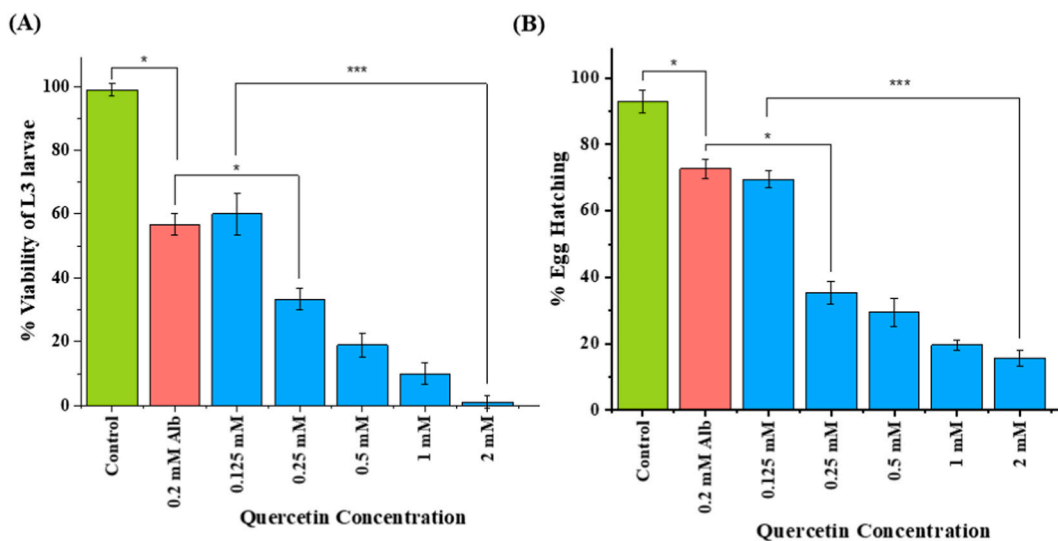 (A)
*
***
*
% Viability of L3 larvae
100
80
60
40
20
0
Control
0.2 mM Alb
0.125 mM
0.25 mM
0.5 mM
1 mM
2 mM
Quercetin Concentration
(B)
*
***
*
% Egg Hatching
100
80
60
40
20
0
Control
0.2 mM Alb
0.125 mM
0.25 mM
0.5 mM
1 mM
2 mM
Quercetin Concentration